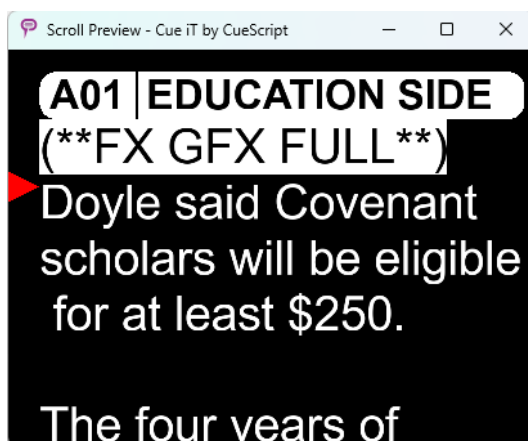 Scroll Preview - Cue iT by CueScript
A01 EDUCATION SIDE
(**FX GFX FULL**)
Doyle said Covenant
scholars will be eligible
for at least $250.
The four years of